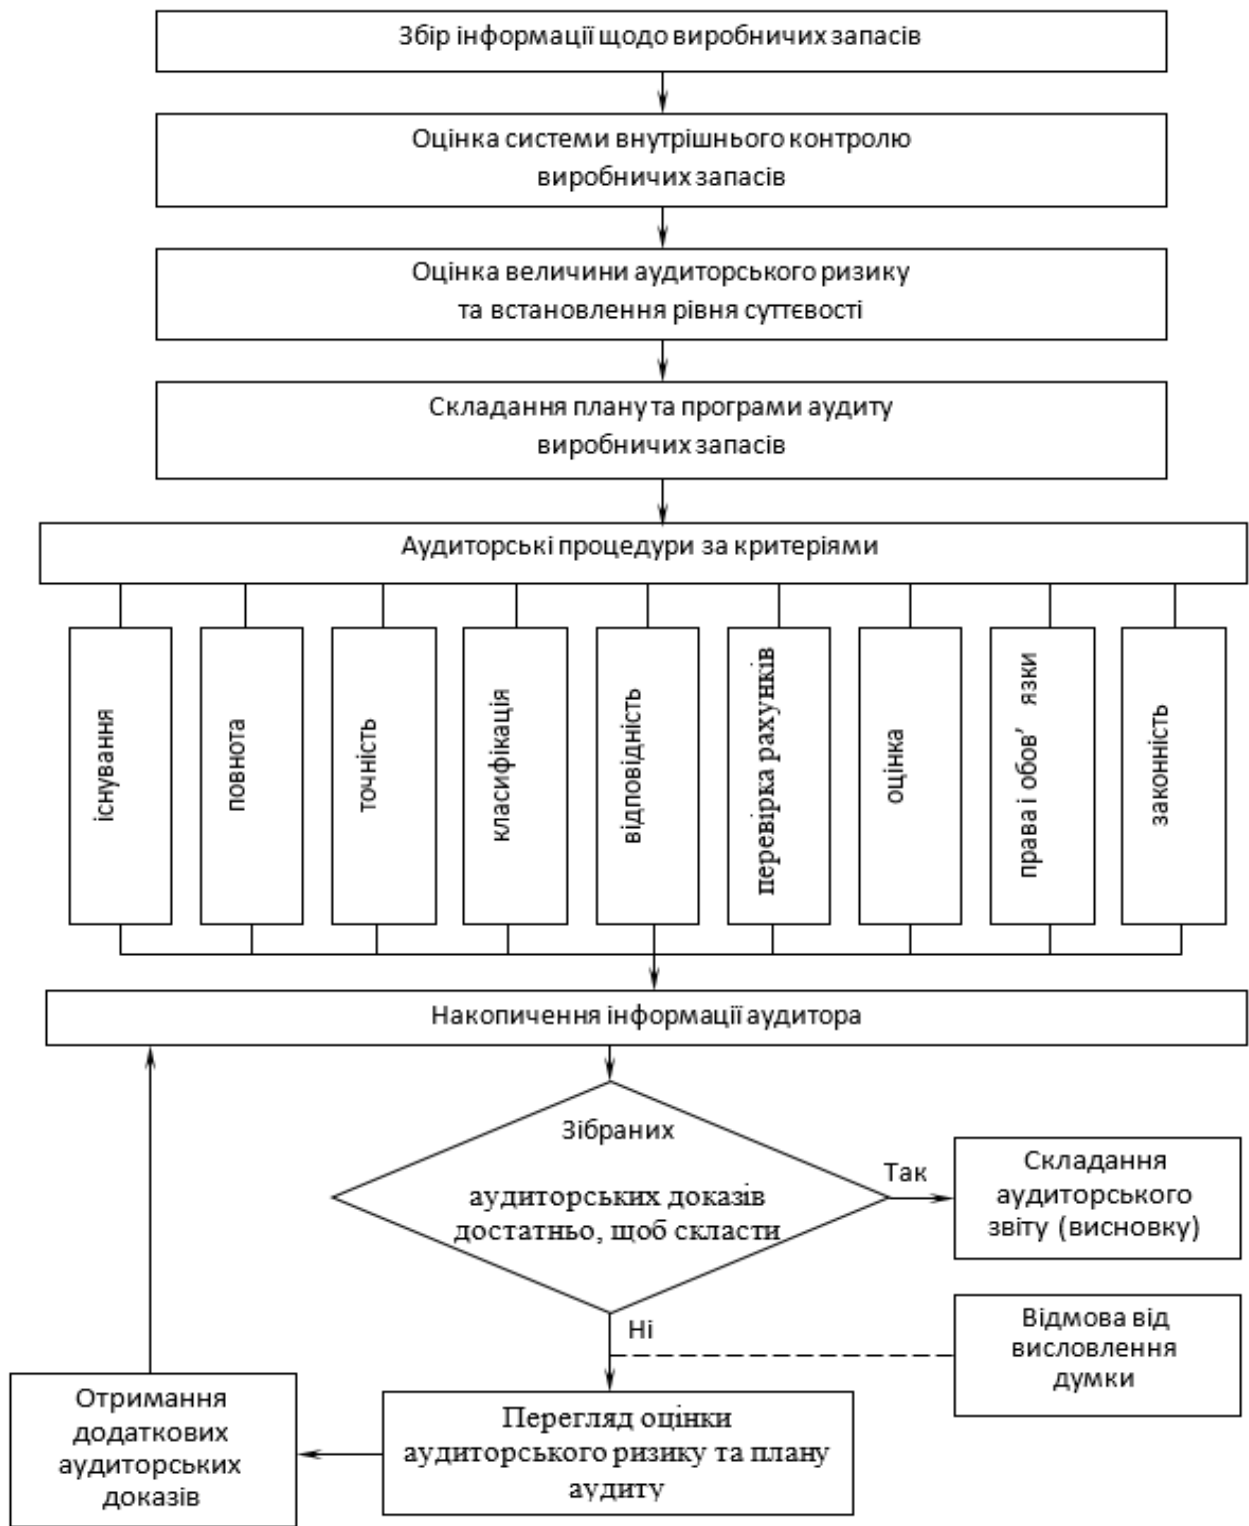 Збір інформації щодо виробничих запасів
Оцінка системи внутрішнього контролю
виробничих запасів
Оцінка величини аудиторського ризику
та встановлення рівня суттєвості
Складання плану та програми аудиту
виробничих запасів
Аудиторські процедури за критеріями
існування
повнота
точність
класифікація
відповідність
перевірка рахунків
оцінка
права і обов’ язки
законність
Накопичення інформації аудитора
Зібраних
аудиторських доказів
достатньо, щоб скласти
Так
Складання
аудиторського
звіту (висновку)
Ні
Відмова від
висловлення
думки
Перегляд оцінки
аудиторського ризику та плану
аудиту
Отримання
додаткових
аудиторських
доказів